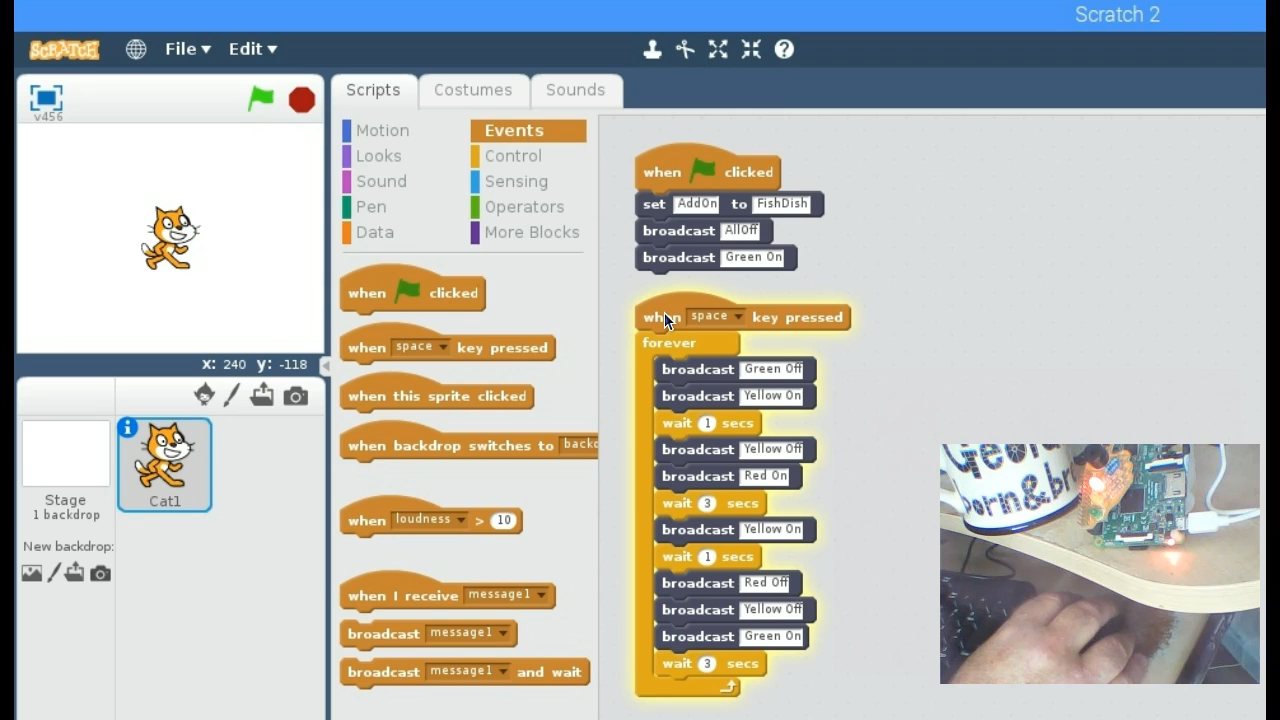 Scratch 2
SCRATCH
File Edit
v456
Scripts Costumes Sounds
Motion Events
Looks Control
Sound Sensing
Pen Operators
Data More Blocks
when clicked
when space key pressed
when this sprite clicked
when backdrop switches to
when loudness > 10
when I receive message1
broadcast message1
broadcast message1 and wait
x: 240 y: -118
Stage
1 backdrop
New backdrop:
i
Cat1
when clicked
set AddOn to FishDish
broadcast AllOff
broadcast Green On
when space key pressed
forever
broadcast Green Off
broadcast Yellow On
wait 1 secs
broadcast Yellow Off
broadcast Red On
wait 3 secs
broadcast Yellow On
wait 1 secs
broadcast Red Off
broadcast Yellow Off
broadcast Green On
wait 3 secs